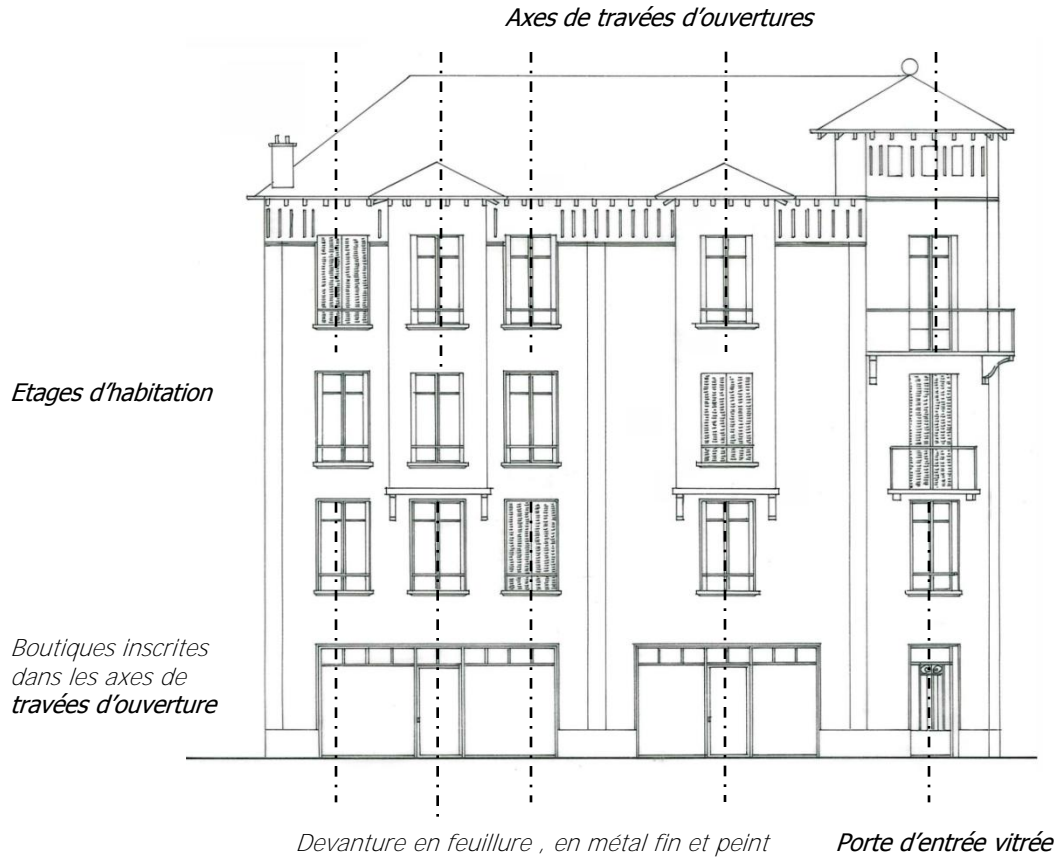 Axes de travées d'ouvertures
Etages d'habitation
Boutiques inscrites
dans les axes de
travées d'ouverture
Devanture en feuillure , en métal fin et peint
Porte d'entrée vitrée